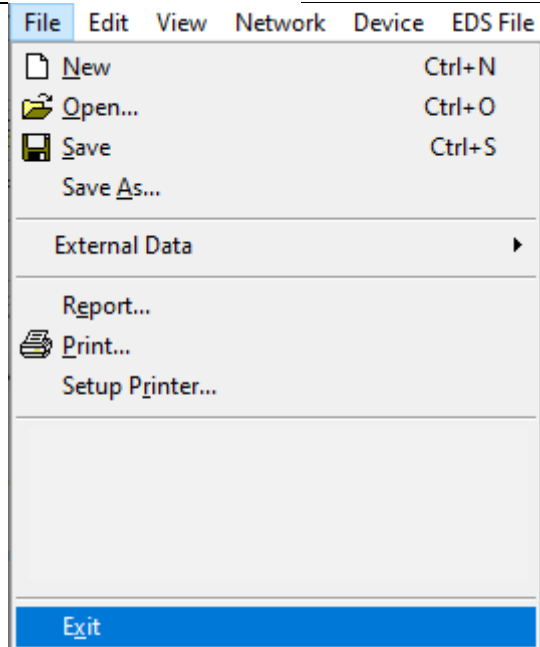 File Edit View Network Device EDS File
New Ctrl+N
Open... Ctrl+O
Save Ctrl+S
Save As...
External Data
Report...
Print...
Setup Printer...
Exit